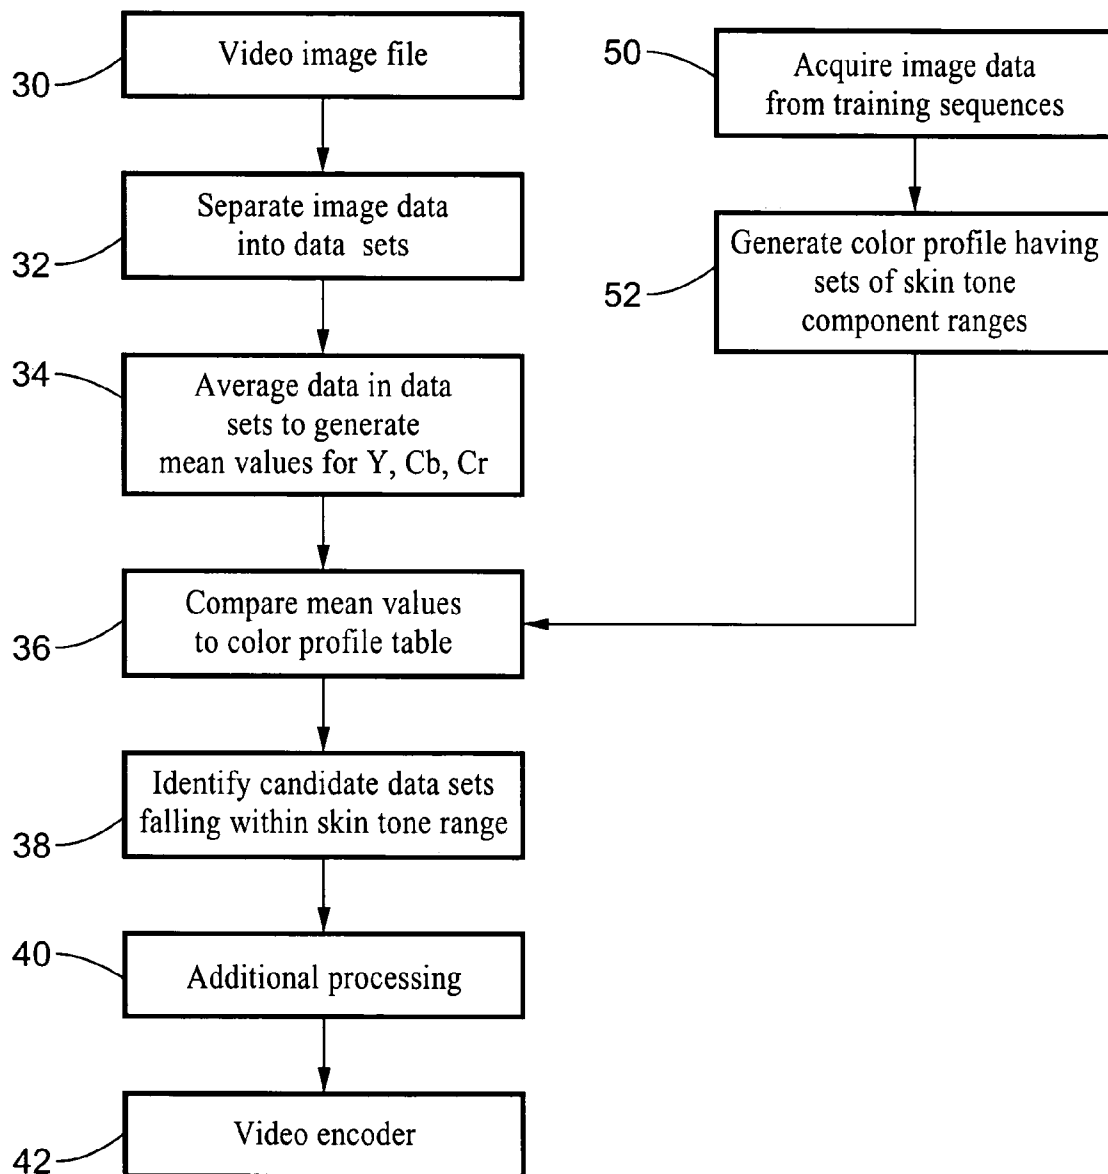 30
Video image file
32
Separate image data
into data sets
34
Average data in data
sets to generate
mean values for Y, Cb, Cr
36
Compare mean values
to color profile table
38
Identify candidate data sets
falling within skin tone range
40
Additional processing
42
Video encoder
50
Acquire image data
from training sequences
52
Generate color profile having
sets of skin tone
component ranges